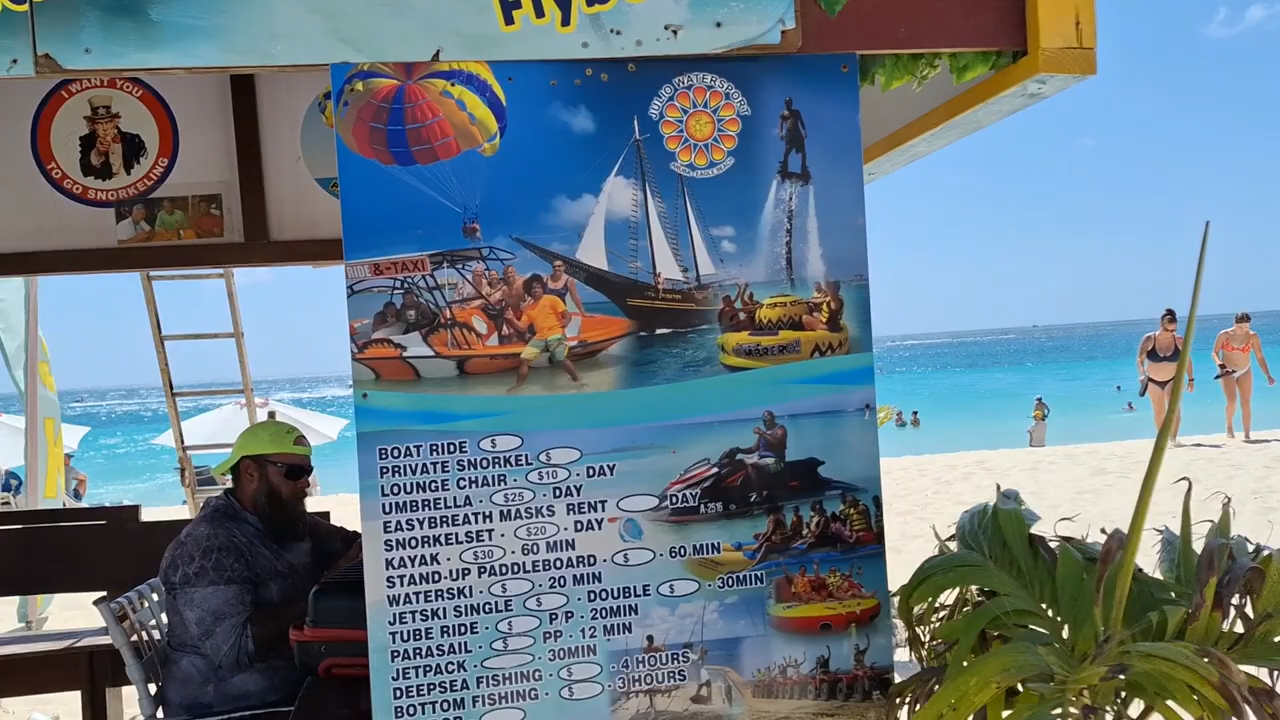 Flyb
I WANT YOU
TO GO SNORKELING
JULIO WATERSPORT
ARUBA - EAGLE BEACH
RIDE & -TAXI
BOAT RIDE $
PRIVATE SNORKEL $
LOUNGE CHAIR - $10 - DAY
UMBRELLA - $25 - DAY
EASYBREATH MASKS RENT DAY
SNORKELSET - $20 - DAY
KAYAK - $30 - 60 MIN
STAND-UP PADDLEBOARD - $ - 60 MIN
WATERSKI - $ - 20 MIN
JETSKI SINGLE - $ - DOUBLE - $ - 30MIN
TUBE RIDE - $ P/P - 20MIN
PARASAIL - $ PP - 12 MIN
JETPACK - 30MIN
DEEPSEA FISHING - $ - 4 HOURS
BOTTOM FISHING - $ - 3 HOURS
A-2516